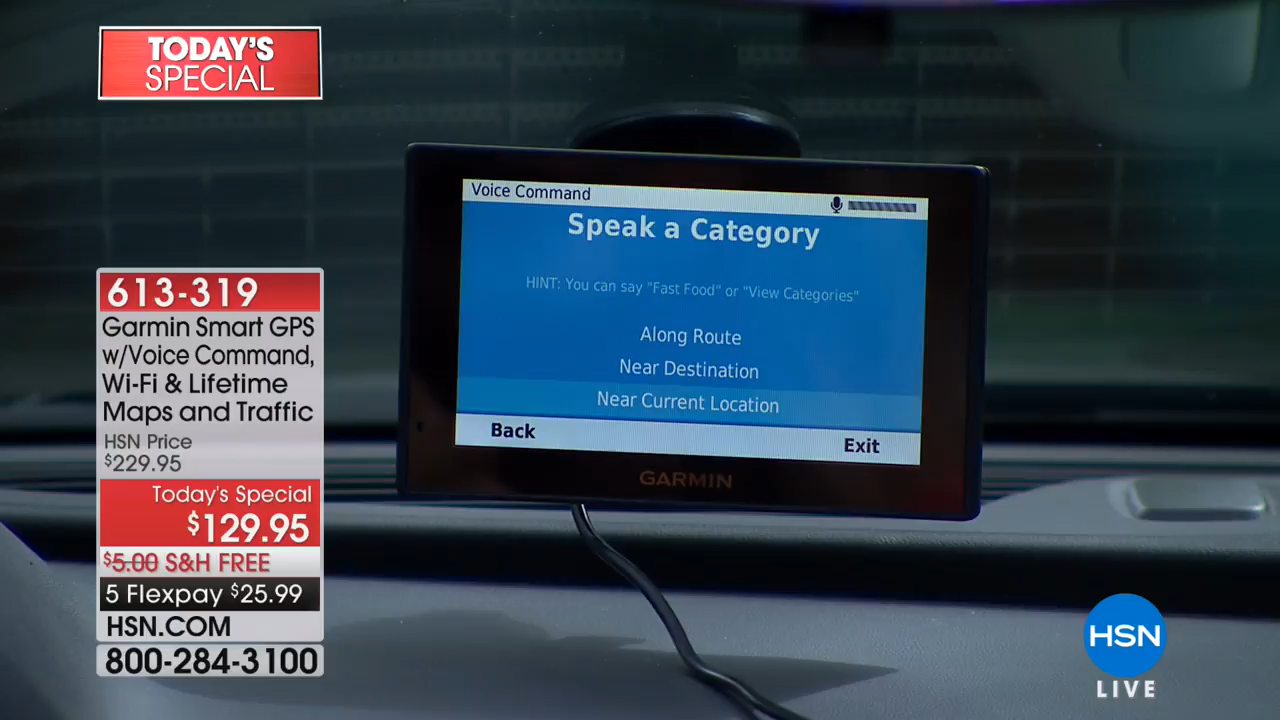 TODAY'S
SPECIAL
613-319
Garmin Smart GPS
w/Voice Command,
Wi-Fi & Lifetime
Maps and Traffic
HSN Price
$229.95
Today's Special
$129.95
$5.00 S&H FREE
5 Flexpay $25.99
HSN.COM
800-284-3100
Voice Command
Speak a Category
HINT: You can say "Fast Food" or "View Categories"
Along Route
Near Destination
Near Current Location
Back
Exit
GARMIN
HSN
LIVE